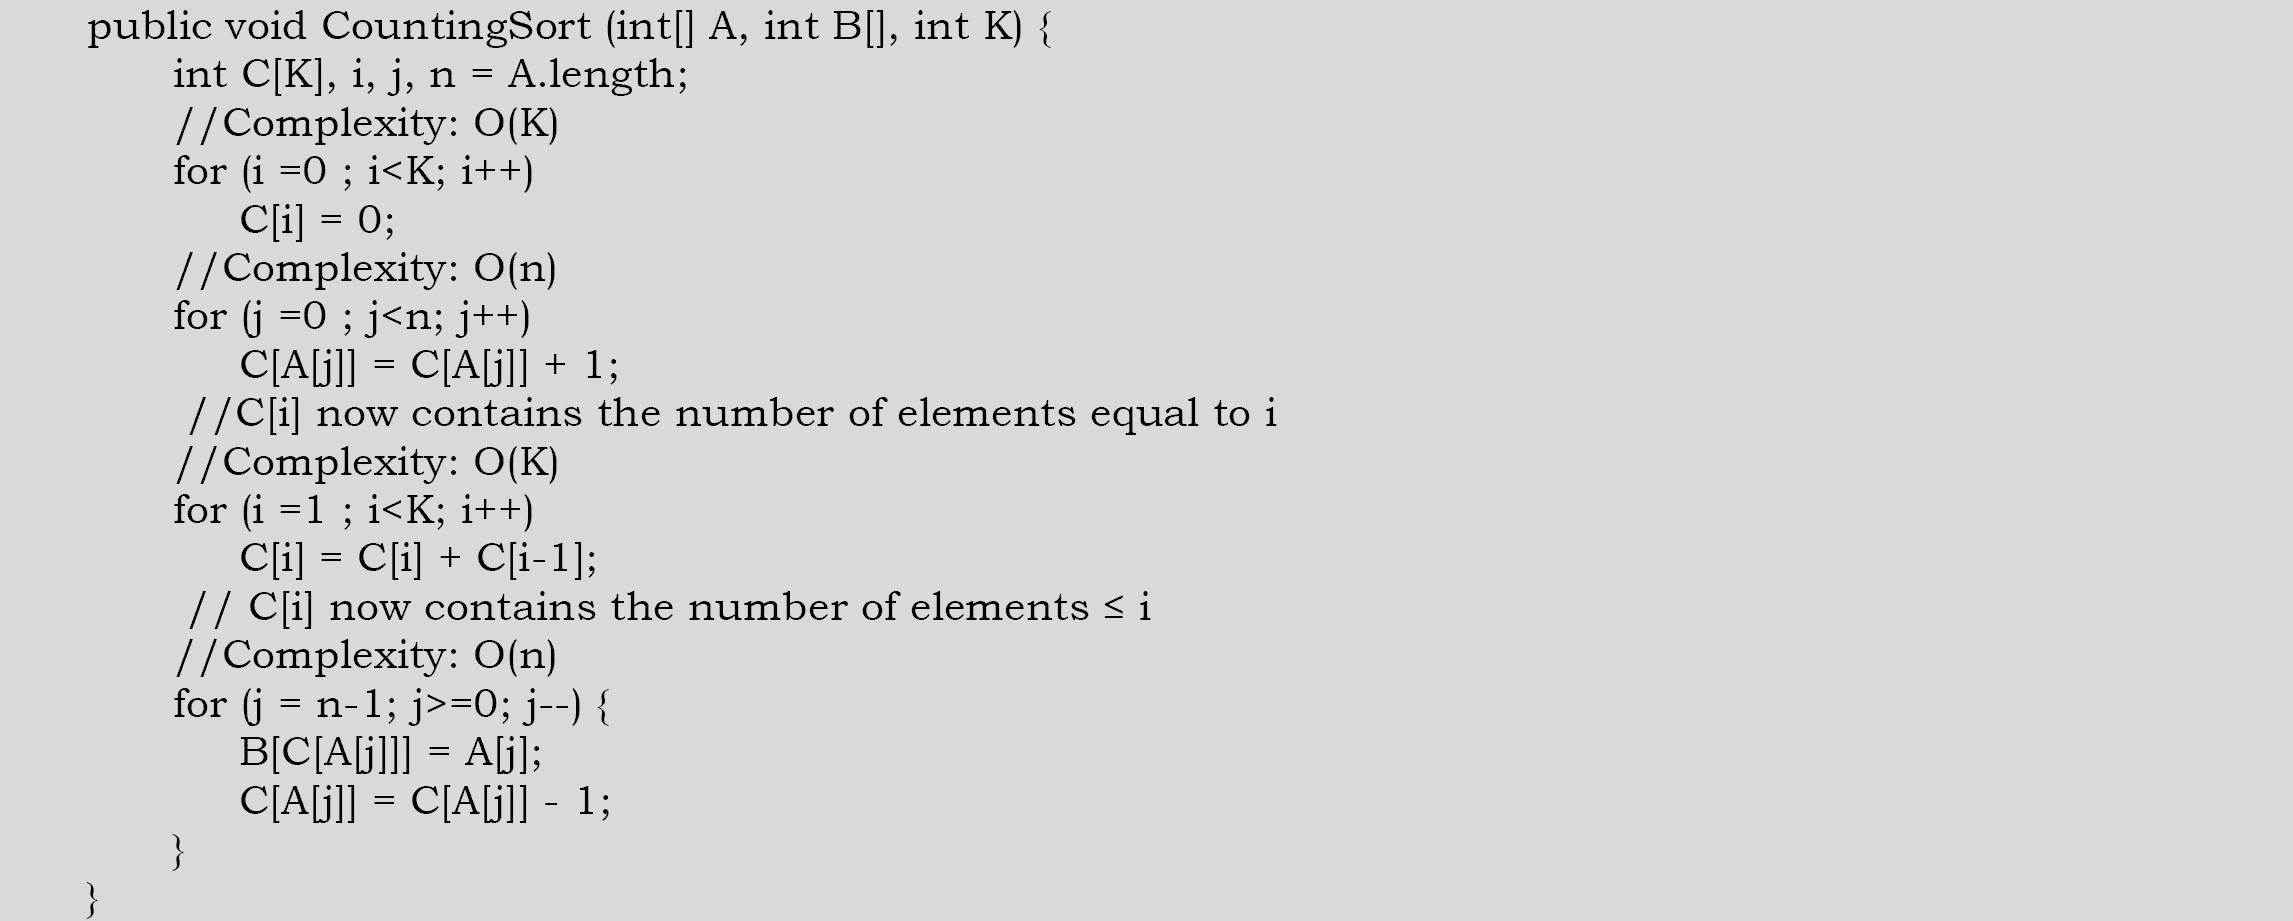 public void CountingSort (int[] A, int B[], int K) {
int C[K], i, j, n = A.length;
//Complexity: O(K)
for (i =0 ; i<K; i++)
C[i] = 0;
//Complexity: O(n)
for (j =0 ; j<n; j++)
C[A[j]] = C[A[j]] + 1;
//C[i] now contains the number of elements equal to i
//Complexity: O(K)
for (i =1 ; i<K; i++)
C[i] = C[i] + C[i-1];
// C[i] now contains the number of elements ≤ i
//Complexity: O(n)
for (j = n-1; j>=0; j--) {
B[C[A[j]]] = A[j];
C[A[j]] = C[A[j]] - 1;
}
}